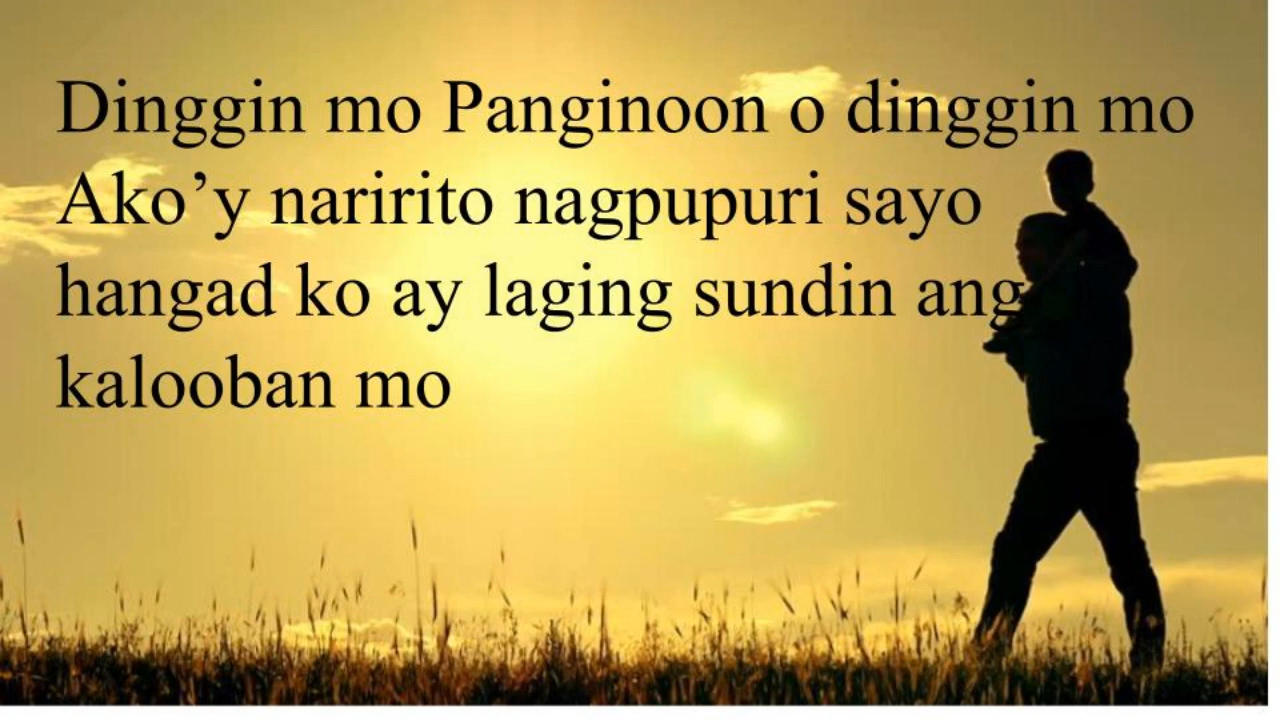 Dinggin mo Panginoon o dinggin mo
Ako’y naririto nagpupuri sayo
hangad ko ay laging sundin ang
kalooban mo